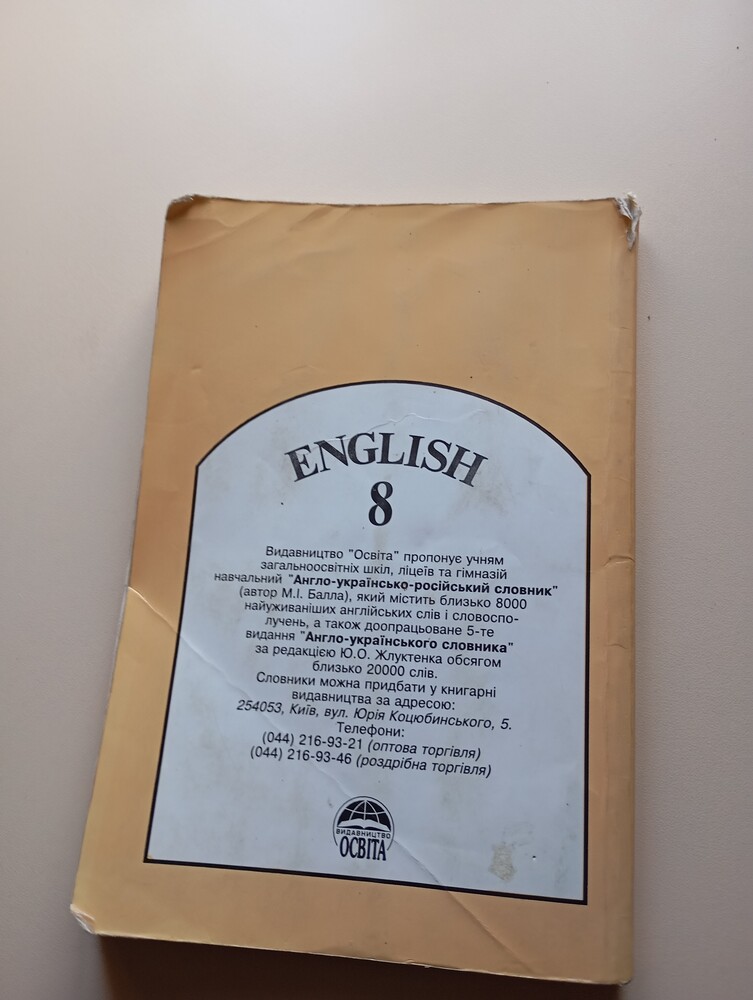 ENGLISH
8
Видавництво "Освіта" пропонує учням
загальноосвітніх шкіл, ліцеїв та гімназій
навчальний "Англо-українсько-російський словник"
(автор М.І. Балла), який містить близько 8000
найуживаніших англійських слів і словоспо-
лучень, а також доопрацьоване 5-те
видання "Англо-українського словника"
за редакцією Ю.О. Жлуктенка обсягом
близько 20000 слів.
Словники можна придбати у книгарні
видавництва за адресою:
254053, Київ, вул. Юрія Коцюбинського, 5.
Телефони:
(044) 216-93-21 (оптова торгівля)
(044) 216-93-46 (роздрібна торгівля)
ВИДАВНИЦТВО
ОСВІТА